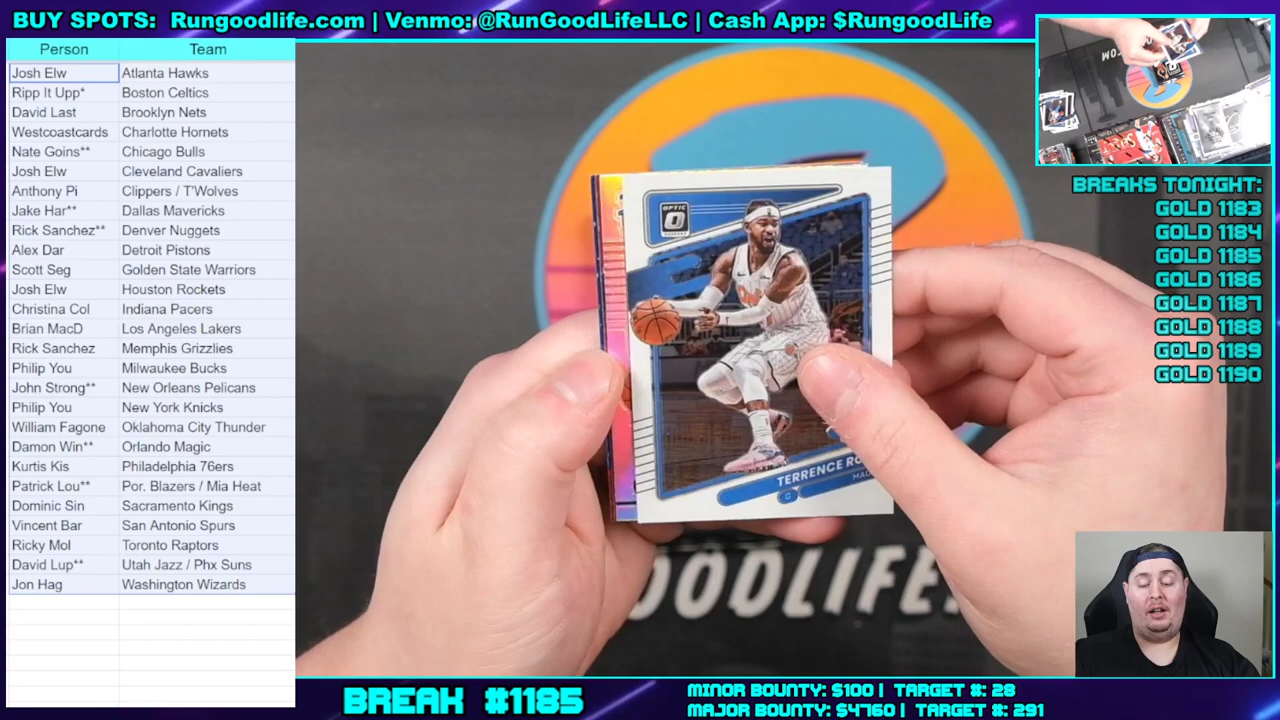 BUY SPOTS: Rungoodlife.com | Venmo: @RunGoodLifeLLC | Cash App: $RungoodLife
Person Team
Josh Elw Atlanta Hawks
Ripp It Upp* Boston Celtics
David Last Brooklyn Nets
Westcoastcards Charlotte Hornets
Nate Goins** Chicago Bulls
Josh Elw Cleveland Cavaliers
Anthony Pi Clippers / T'Wolves
Jake Har** Dallas Mavericks
Rick Sanchez** Denver Nuggets
Alex Dar Detroit Pistons
Scott Seg Golden State Warriors
Josh Elw Houston Rockets
Christina Col Indiana Pacers
Brian MacD Los Angeles Lakers
Rick Sanchez Memphis Grizzlies
Philip You Milwaukee Bucks
John Strong** New Orleans Pelicans
Philip You New York Knicks
William Fagone Oklahoma City Thunder
Damon Win** Orlando Magic
Kurtis Kis Philadelphia 76ers
Patrick Lou** Por. Blazers / Mia Heat
Dominic Sin Sacramento Kings
Vincent Bar San Antonio Spurs
Ricky Mol Toronto Raptors
David Lup** Utah Jazz / Phx Suns
Jon Hag Washington Wizards
OPTIC
TERRENCE RO
MAG
G
OODLIFE.
BREAKS TONIGHT:
GOLD 1183
GOLD 1184
GOLD 1185
GOLD 1186
GOLD 1187
GOLD 1188
GOLD 1189
GOLD 1190
BREAK #1185
MINOR BOUNTY: $100 | TARGET #: 28
MAJOR BOUNTY: $4760 | TARGET #: 291